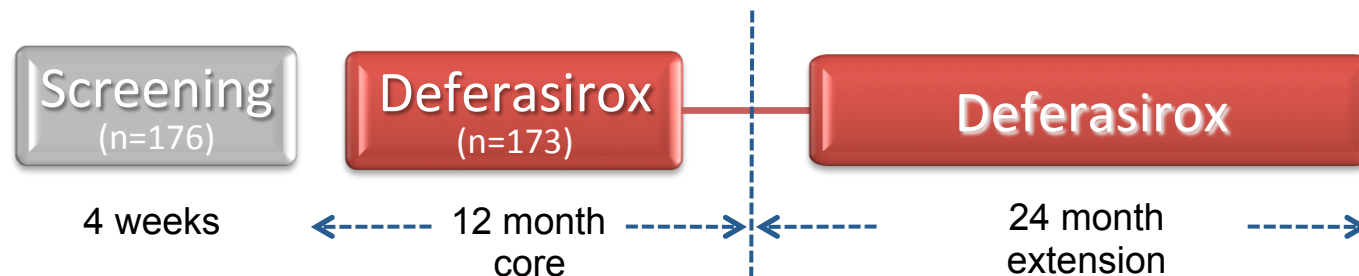 Screening
(n=176)
Deferasirox
(n=173)
Deferasirox
4 weeks
12 month
core
24 month
extension